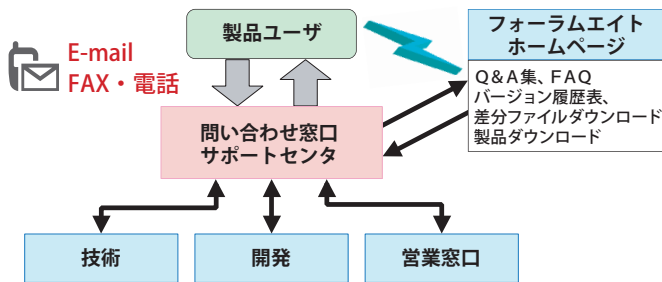 E-mail
FAX・電話
製品ユーザ
フォーラムエイト
ホームページ
Q&A集、FAQ
バージョン履歴表、
差分ファイルダウンロード
製品ダウンロード
問い合わせ窓口
サポートセンタ
技術
開発
営業窓口